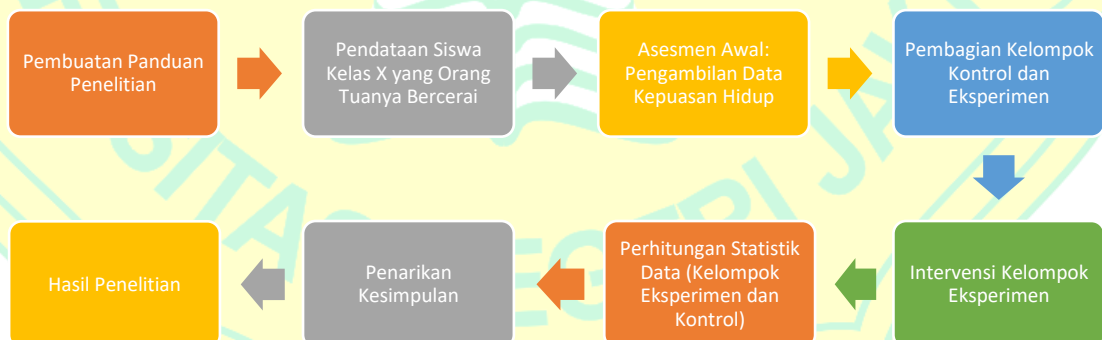 Pembuatan Panduan
Penelitian
Pendataan Siswa
Kelas X yang Orang
Tuanya Bercerai
Asesmen Awal:
Pengambilan Data
Kepuasan Hidup
Pembagian Kelompok
Kontrol dan
Eksperimen
Intervensi Kelompok
Eksperimen
Perhitungan Statistik
Data (Kelompok
Eksperimen dan
Kontrol)
Penarikan
Kesimpulan
Hasil Penelitian